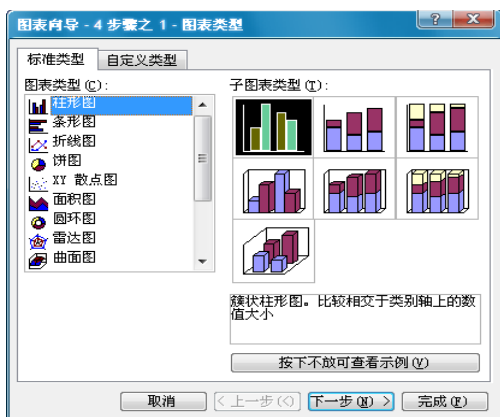 图表向导 - 4 步骤之 1 - 图表类型
标准类型 自定义类型
图表类型(C):
柱形图
条形图
折线图
饼图
XY 散点图
面积图
圆环图
雷达图
曲面图
子图表类型(T):
簇状柱形图。比较相交于类别轴上的数
值大小
按下不放可查看示例(V)
取消 < 上一步(<) 下一步(N) > 完成(F)